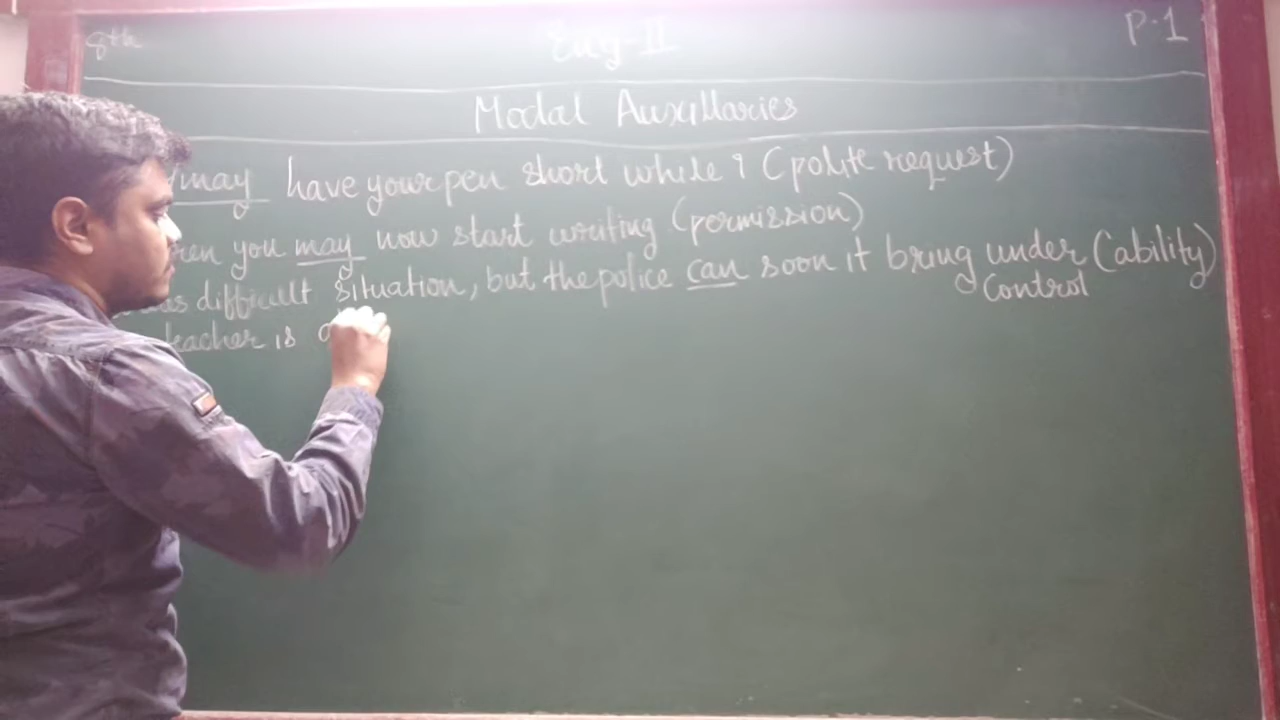 8th Eng-II P.1
Modal Auxillaries
/may have your pen short while ? (polite request)
you may now start writing (permission)
difficult situation, but the police can soon it bring under (ability)
Control
teacher is